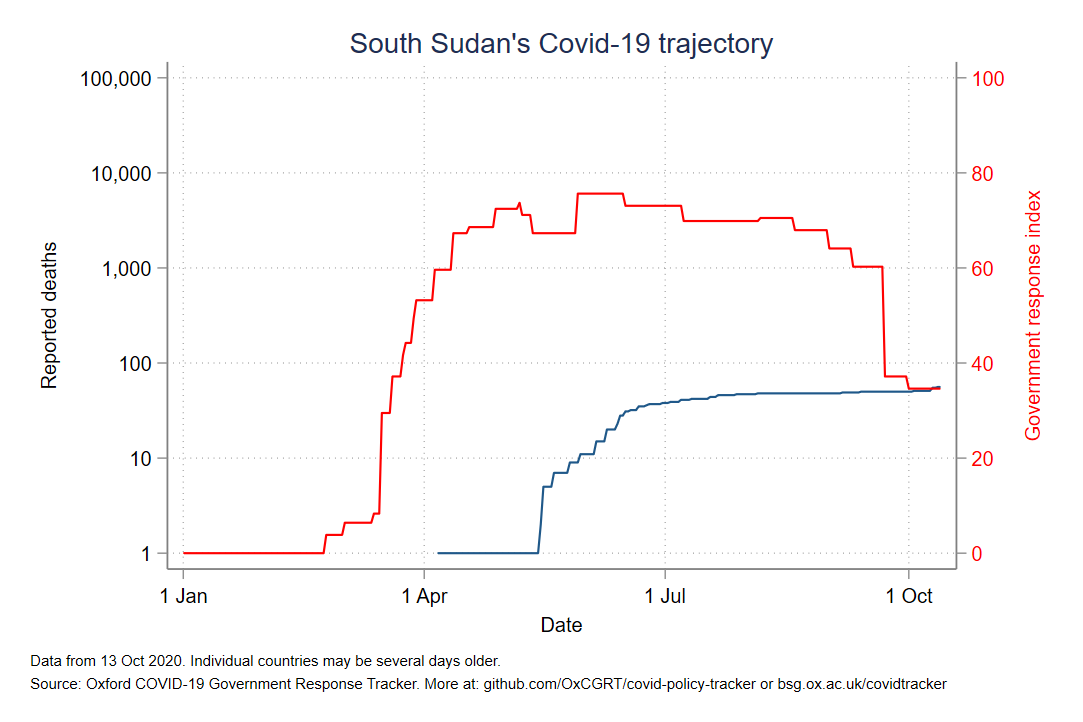 South Sudan's Covid-19 trajectory
100,000
10,000
1,000
100
10
1
Reported deaths
100
80
60
40
20
0
Government response index
1 Jan
1 Apr
1 Jul
1 Oct
Date
Data from 13 Oct 2020. Individual countries may be several days older.
Source: Oxford COVID-19 Government Response Tracker. More at: github.com/OxCGRT/covid-policy-tracker or bsg.ox.ac.uk/covidtracker